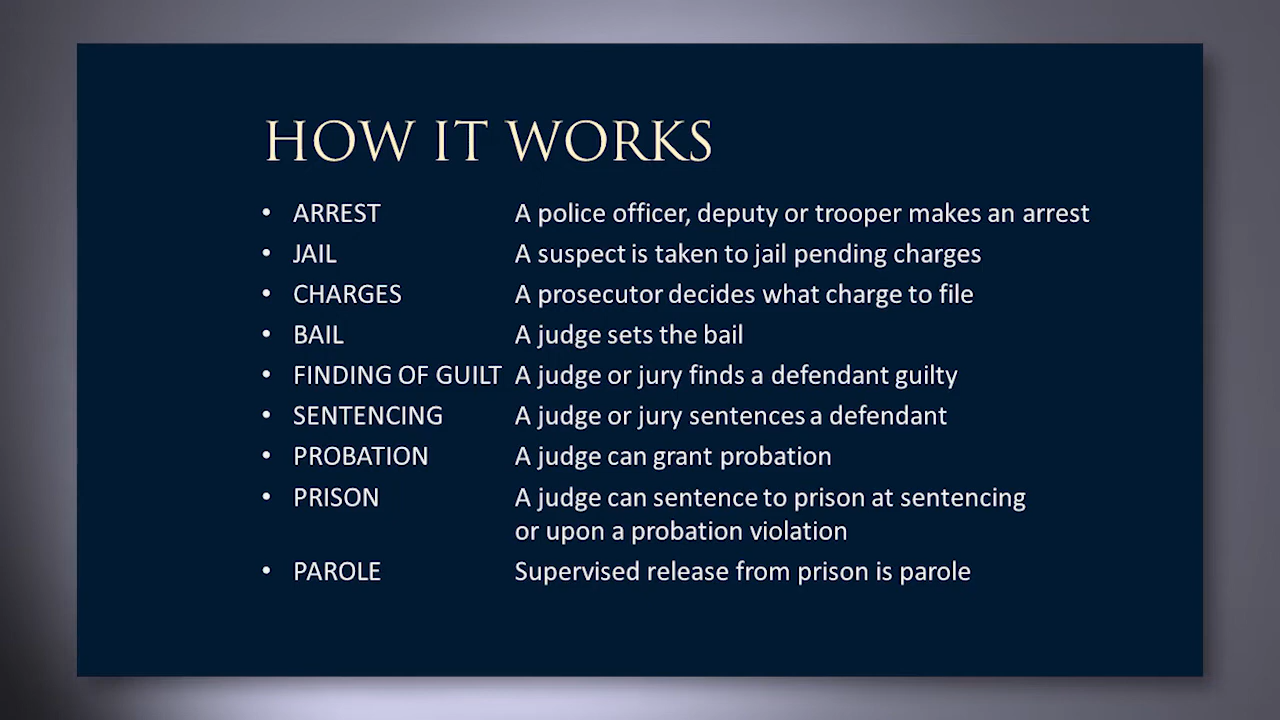 HOW IT WORKS
• ARREST A police officer, deputy or trooper makes an arrest
• JAIL A suspect is taken to jail pending charges
• CHARGES A prosecutor decides what charge to file
• BAIL A judge sets the bail
• FINDING OF GUILT A judge or jury finds a defendant guilty
• SENTENCING A judge or jury sentences a defendant
• PROBATION A judge can grant probation
• PRISON A judge can sentence to prison at sentencing
or upon a probation violation
• PAROLE Supervised release from prison is parole